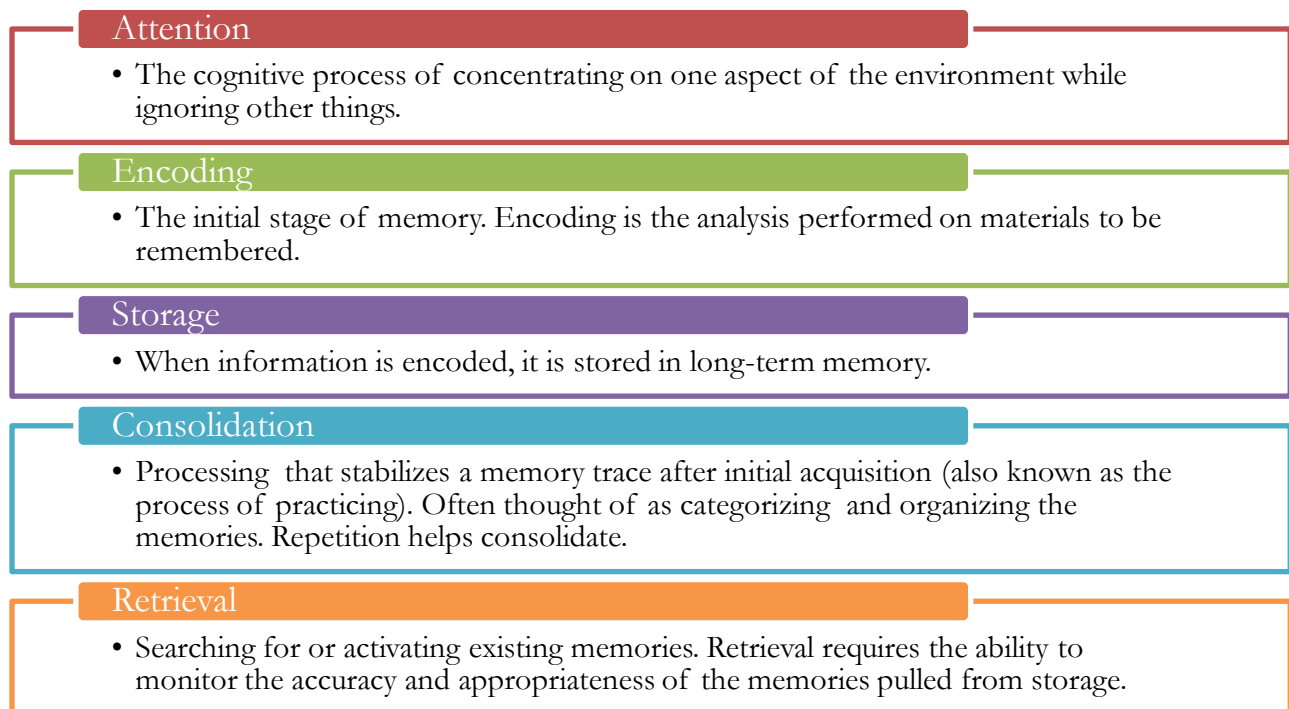 Attention
• The cognitive process of concentrating on one aspect of the environment while
ignoring other things.
Encoding
• The initial stage of memory. Encoding is the analysis performed on materials to be
remembered.
Storage
• When information is encoded, it is stored in long-term memory.
Consolidation
• Processing that stabilizes a memory trace after initial acquisition (also known as the
process of practicing). Often thought of as categorizing and organizing the
memories. Repetition helps consolidate.
Retrieval
• Searching for or activating existing memories. Retrieval requires the ability to
monitor the accuracy and appropriateness of the memories pulled from storage.